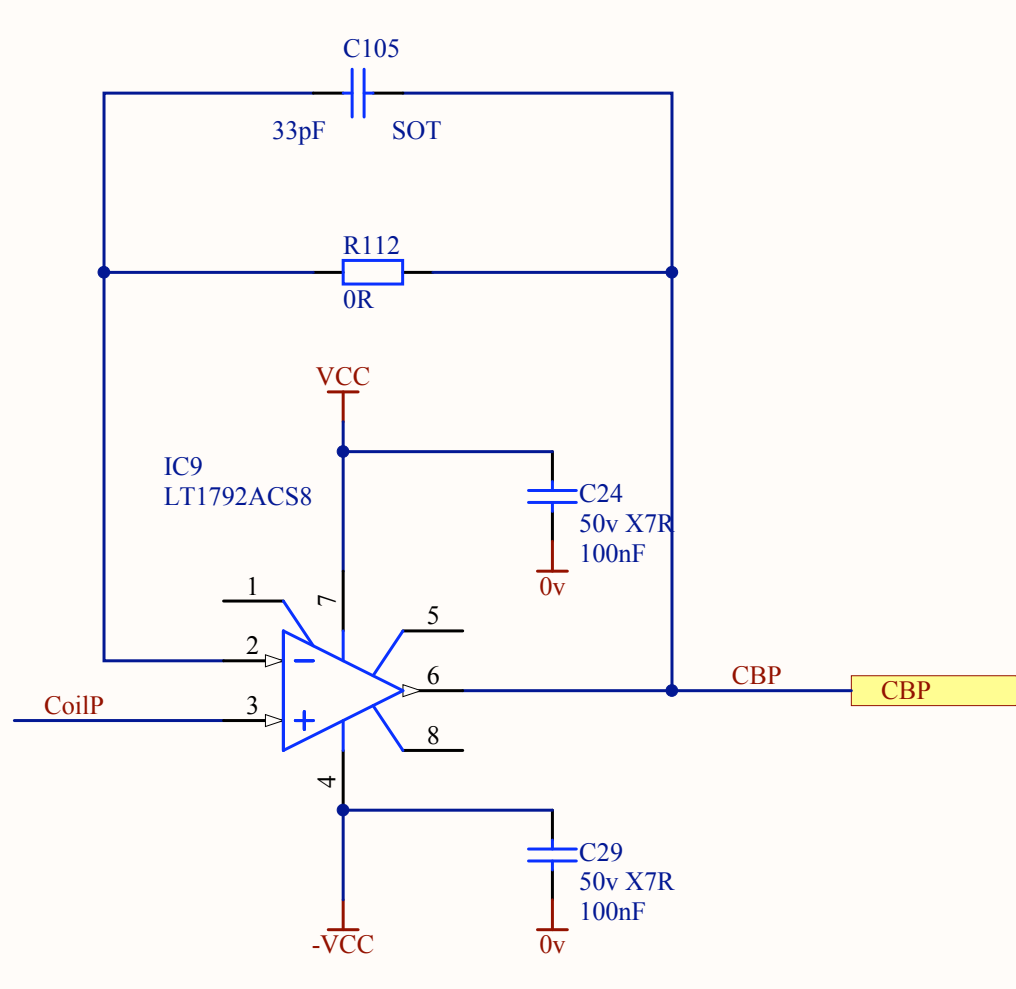 C105
33pF SOT
R112
0R
VCC
IC9
LT1792ACS8
C24
50v X7R
100nF
0v
1
7
5
2
6
CBP
CBP
CoilP
3
8
4
C29
50v X7R
100nF
-VCC
0v